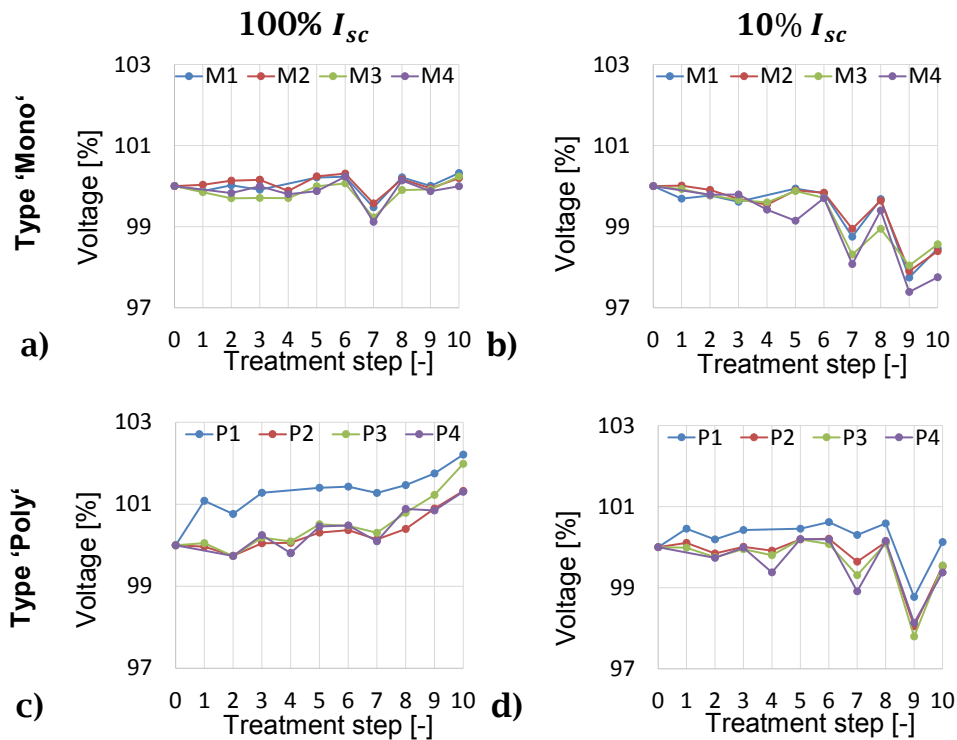 100% I_sc
10% I_sc
Type ‘Mono‘
Voltage [%]
103
101
99
97
M1 M2 M3 M4
0 1 2 3 4 5 6 7 8 9 10
Treatment step [-]
a)
Voltage [%]
103
101
99
97
M1 M2 M3 M4
0 1 2 3 4 5 6 7 8 9 10
Treatment step [-]
b)
Type ‘Poly‘
Voltage [%]
103
101
99
97
P1 P2 P3 P4
0 1 2 3 4 5 6 7 8 9 10
Treatment step [-]
c)
Voltage [%]
103
101
99
97
P1 P2 P3 P4
0 1 2 3 4 5 6 7 8 9 10
Treatment step [-]
d)